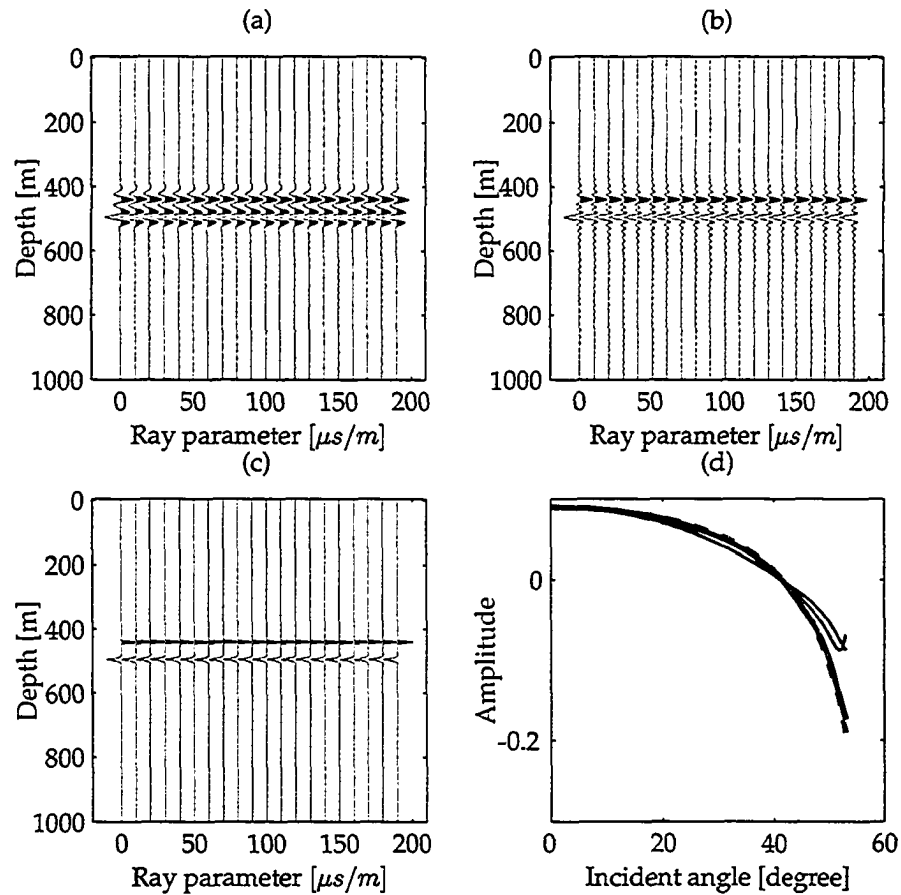 (a)
0
200
400
600
800
1000
Depth [m]
0 50 100 150 200
Ray parameter [μs/m]
(b)
0
200
400
600
800
1000
Depth [m]
0 50 100 150 200
Ray parameter [μs/m]
(c)
0
200
400
600
800
1000
Depth [m]
0 50 100 150 200
Ray parameter [μs/m]
(d)
0
-0.2
Amplitude
0 20 40 60
Incident angle [degree]